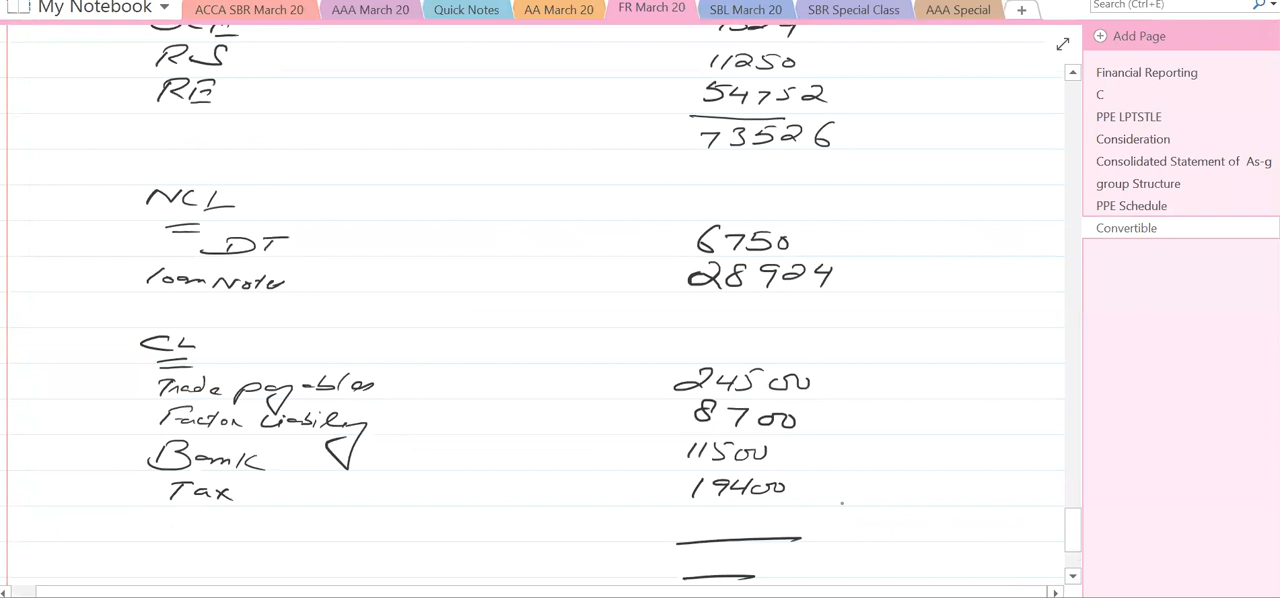 My Notebook
ACCA SBR March 20
AAA March 20
Quick Notes
AA March 20
FR March 20
SBL March 20
SBR Special Class
AAA Special
Search (Ctrl+E)
Add Page
Financial Reporting
C
PPE LPTSTLE
Consideration
Consolidated Statement of As-g
group Structure
PPE Schedule
Convertible
RS 11250
RE 54752
73526
NCL
DT 6750
loan Notes 28924
CL
Trade payables 24500
Factor Liability 8700
Bank 11500
Tax 19400